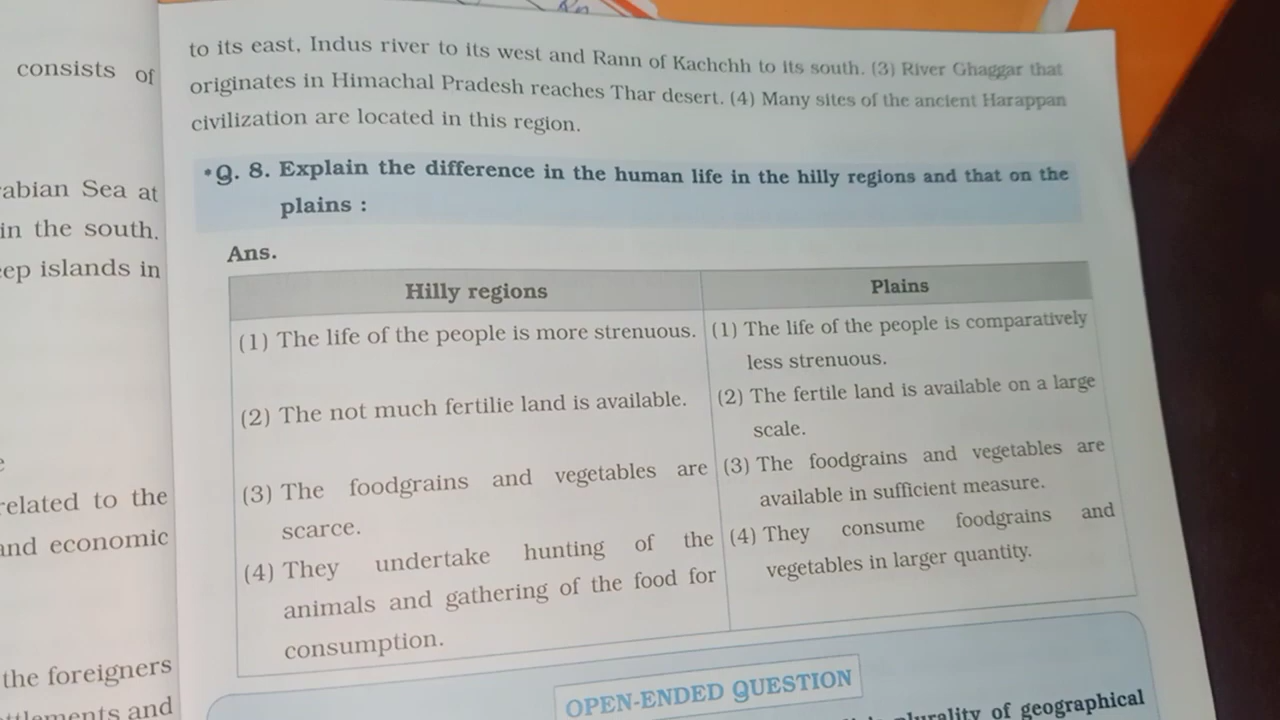 consists of
abian Sea at
in the south.
ep islands in
related to the
and economic
the foreigners
ttlements and
to its east, Indus river to its west and Rann of Kachchh to its south. (3) River Ghaggar that
originates in Himachal Pradesh reaches Thar desert. (4) Many sites of the ancient Harappan
civilization are located in this region.
*Q. 8. Explain the difference in the human life in the hilly regions and that on the
plains :
Ans.
Hilly regions
(1) The life of the people is more strenuous.
(2) The not much fertilie land is available.
(3) The foodgrains and vegetables are
scarce.
(4) They undertake hunting of the
animals and gathering of the food for
consumption.
Plains
(1) The life of the people is comparatively
less strenuous.
(2) The fertile land is available on a large
scale.
(3) The foodgrains and vegetables are
available in sufficient measure.
(4) They consume foodgrains and
vegetables in larger quantity.
OPEN-ENDED QUESTION
plurality of geographical